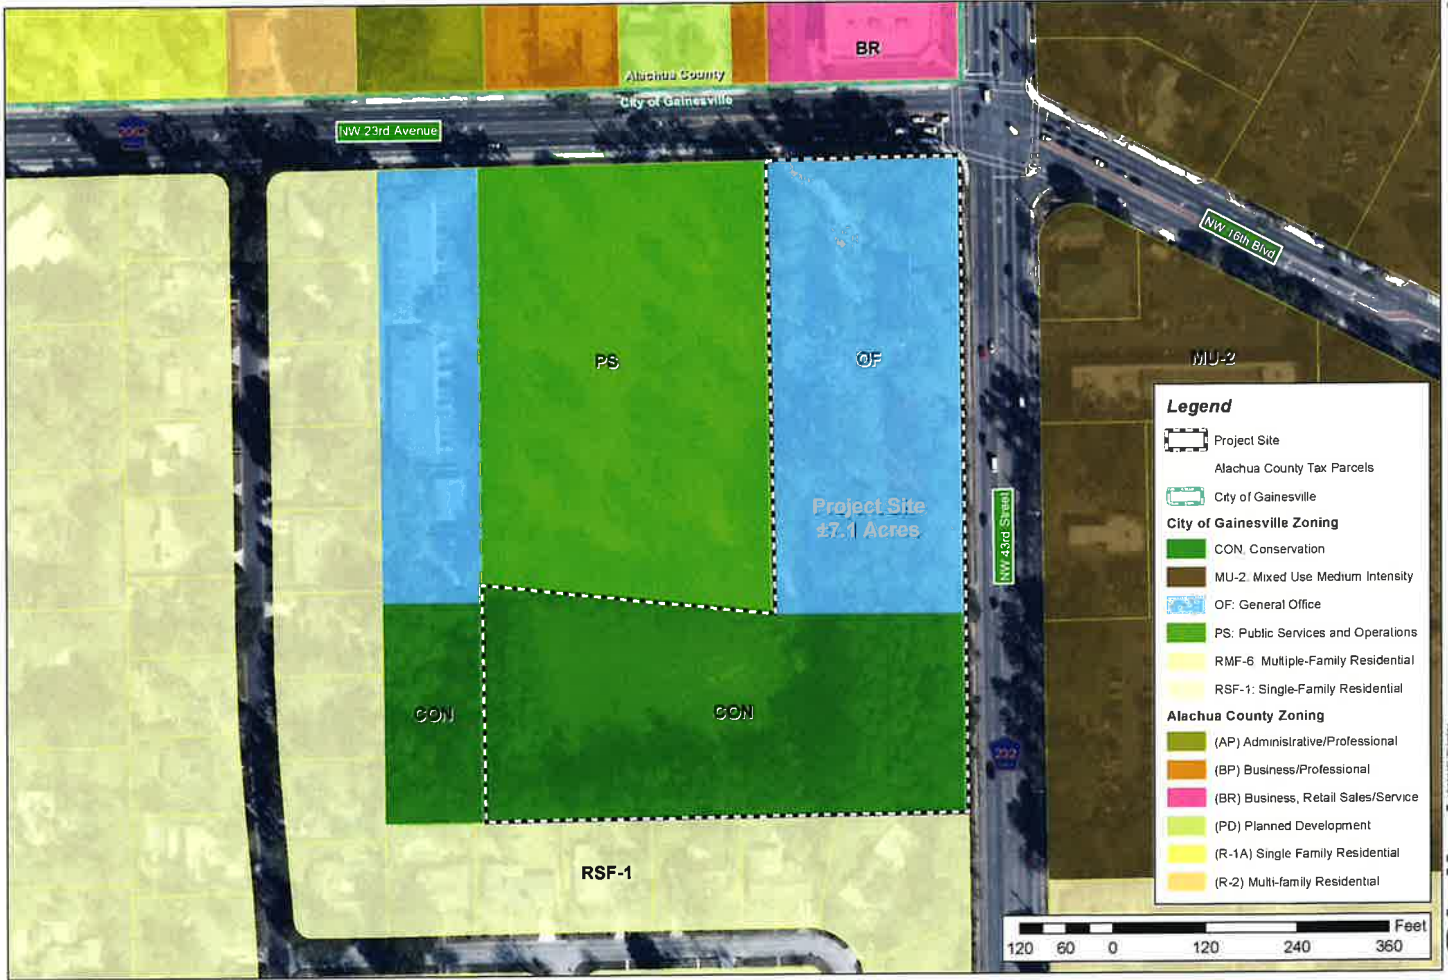 BR
Alachua County
City of Gainesville
2002
NW 23rd Avenue
NW 16th Blvd
PS
OF
MU-2
Project Site
±7.1 Acres
NW 43rd Street
CON
CON
232
RSF-1
Legend
Project Site
Alachua County Tax Parcels
City of Gainesville
City of Gainesville Zoning
CON. Conservation
MU-2. Mixed Use Medium Intensity
OF: General Office
PS: Public Services and Operations
RMF-6 Multiple-Family Residential
RSF-1: Single-Family Residential
Alachua County Zoning
(AP) Administrative/Professional
(BP) Business/Professional
(BR) Business, Retail Sales/Service
(PD) Planned Development
(R-1A) Single Family Residential
(R-2) Multi-family Residential
Feet
120 60 0 120 240 360